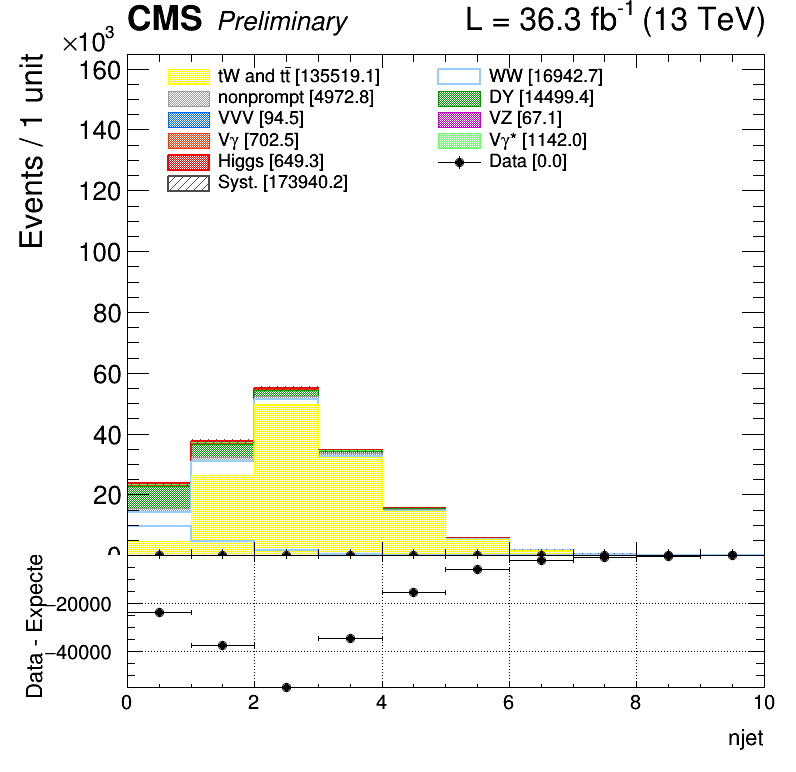 CMS Preliminary L = 36.3 fb⁻¹ (13 TeV)
×10³
Events / 1 unit
160
140
120
100
80
60
40
20
0
tW and tt̄ [135519.1]
WW [16942.7]
nonprompt [4972.8]
DY [14499.4]
VVV [94.5]
VZ [67.1]
Vγ [702.5]
Vγ* [1142.0]
Higgs [649.3]
Data [0.0]
Syst. [173940.2]
Data - Expecte
−20000
−40000
0 2 4 6 8 10
njet